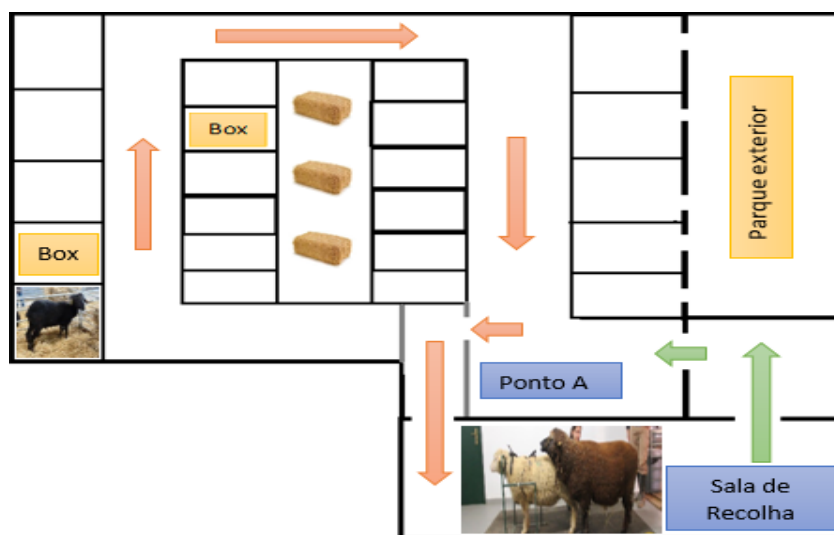 Box
Box
Parque exterior
Ponto A
Sala de
Recolha